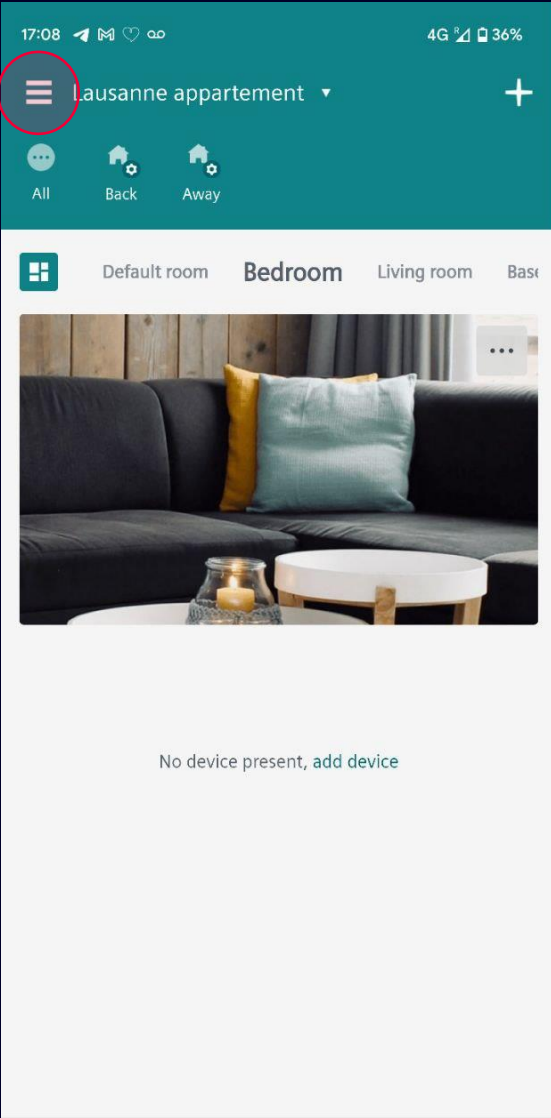 17:08 4G R 36%
Lausanne appartement
All Back Away
Default room Bedroom Living room Base
No device present, add device